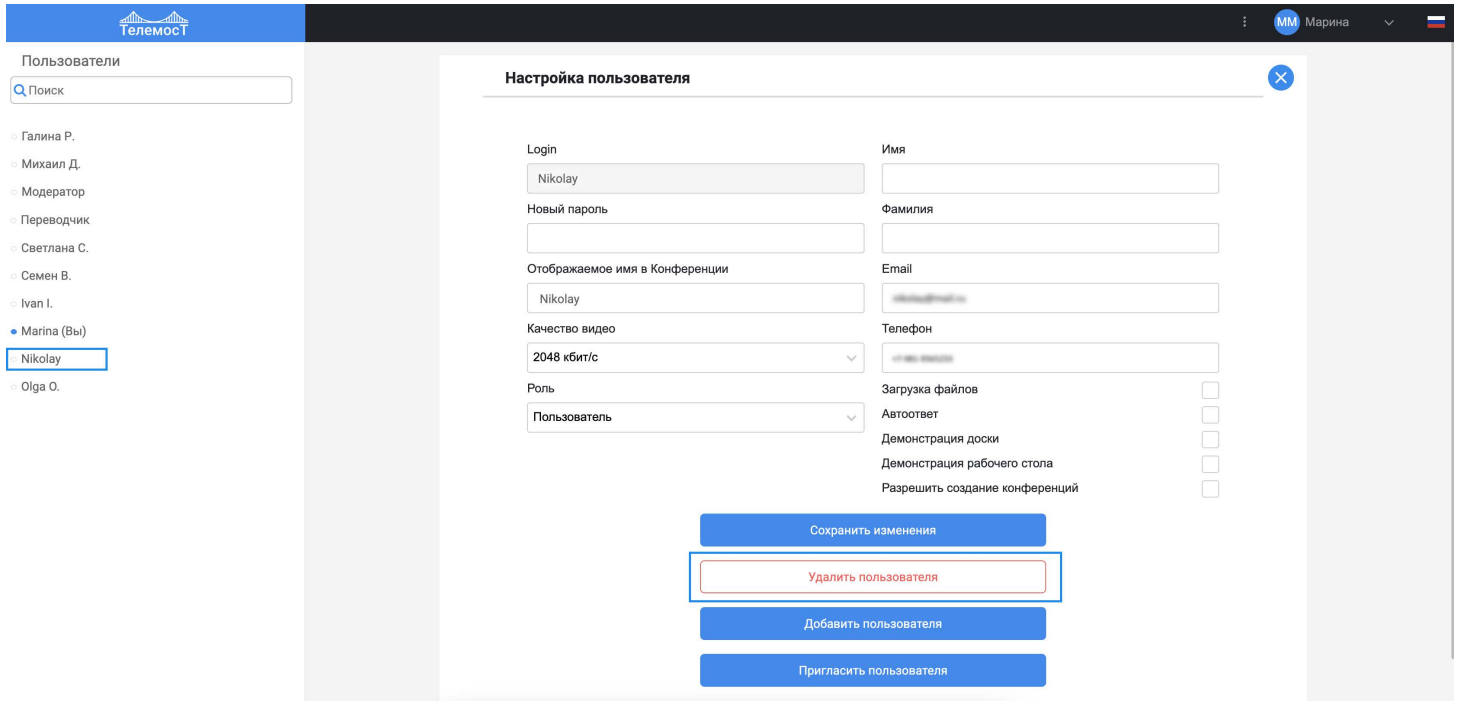 ТелемосТ
ММ Марина
Пользователи
Поиск
Галина Р.
Михаил Д.
Модератор
Переводчик
Светлана С.
Семен В.
Ivan I.
Marina (Вы)
Nikolay
Olga O.
Настройка пользователя
Login
Nikolay
Новый пароль
Отображаемое имя в Конференции
Nikolay
Качество видео
2048 кбит/с
Роль
Пользователь
Имя
Фамилия
Email
Телефон
Загрузка файлов
Автоответ
Демонстрация доски
Демонстрация рабочего стола
Разрешить создание конференций
Сохранить изменения
Удалить пользователя
Добавить пользователя
Пригласить пользователя